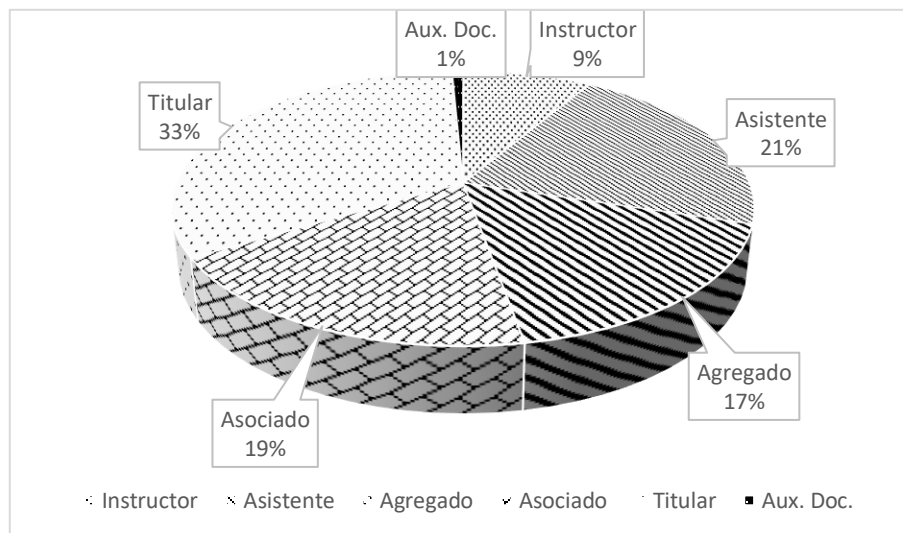 Aux. Doc.
1%
Instructor
9%
Titular
33%
Asistente
21%
Agregado
17%
Asociado
19%
Instructor Asistente Agregado Asociado Titular Aux. Doc.